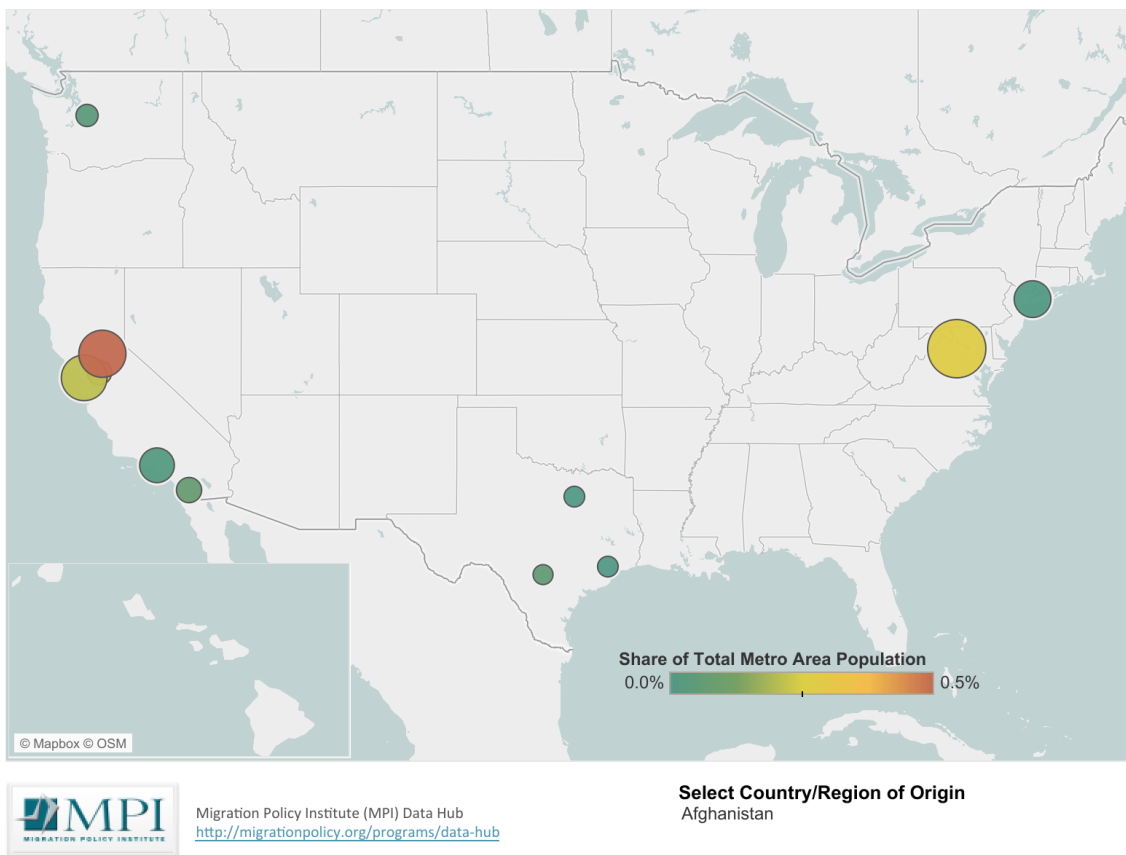 Share of Total Metro Area Population
0.0% 0.5%
© Mapbox © OSM
MPI
MIGRATION POLICY INSTITUTE
Migration Policy Institute (MPI) Data Hub
http://migrationpolicy.org/programs/data-hub
Select Country/Region of Origin
Afghanistan